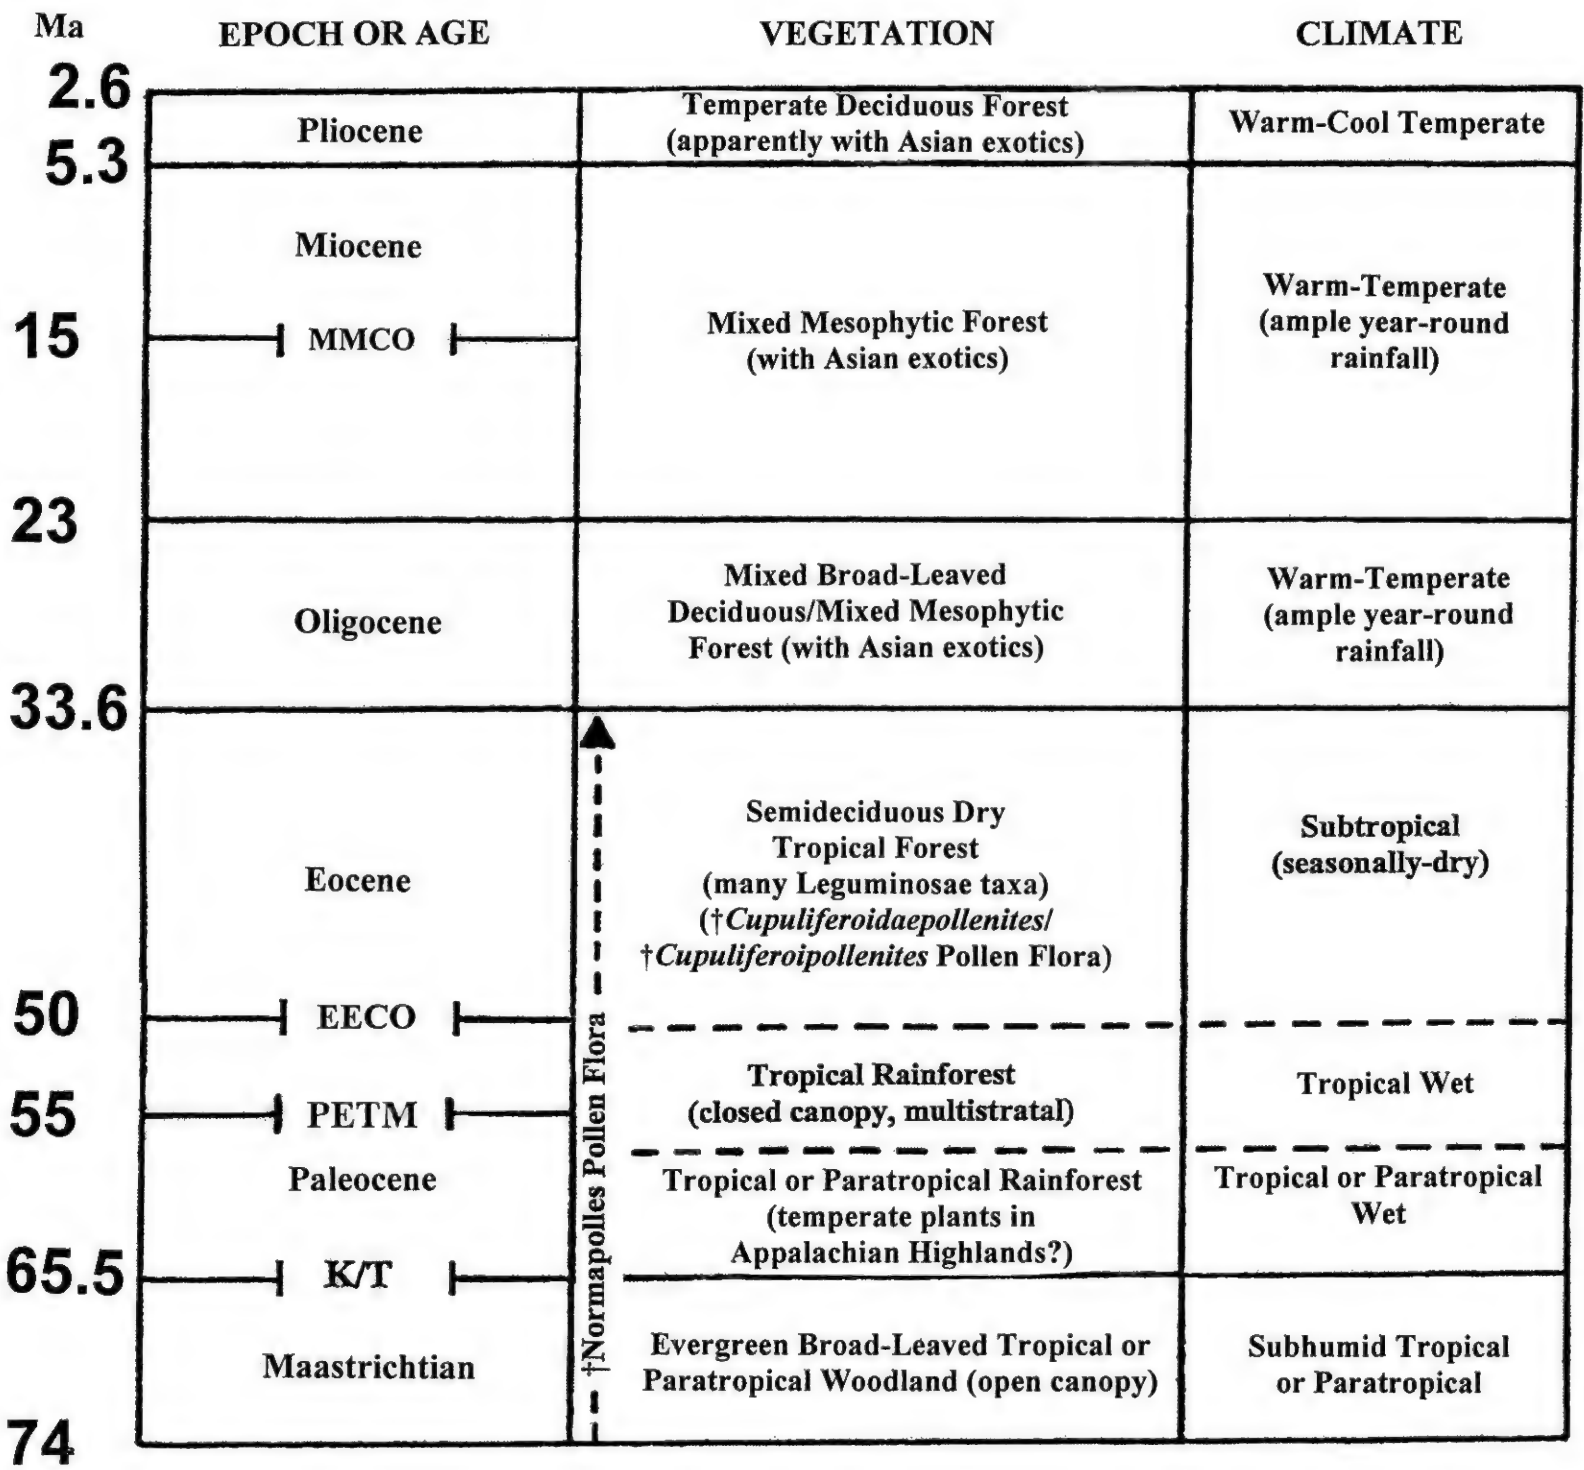 Ma
EPOCH OR AGE
VEGETATION
CLIMATE
2.6
Pliocene
Temperate Deciduous Forest
(apparently with Asian exotics)
Warm-Cool Temperate
5.3
Miocene
15
MMCO
Mixed Mesophytic Forest
(with Asian exotics)
Warm-Temperate
(ample year-round
rainfall)
23
Oligocene
Mixed Broad-Leaved
Deciduous/Mixed Mesophytic
Forest (with Asian exotics)
Warm-Temperate
(ample year-round
rainfall)
33.6
Eocene
Semideciduous Dry
Tropical Forest
(many Leguminosae taxa)
(†Cupuliferoidaepollenites/
†Cupuliferoipollenites Pollen Flora)
Subtropical
(seasonally-dry)
50
EECO
Tropical Rainforest
(closed canopy, multistratal)
Tropical Wet
55
PETM
Paleocene
Tropical or Paratropical Rainforest
(temperate plants in
Appalachian Highlands?)
Tropical or Paratropical
Wet
65.5
K/T
†Normapolles Pollen Flora
Maastrichtian
Evergreen Broad-Leaved Tropical or
Paratropical Woodland (open canopy)
Subhumid Tropical
or Paratropical
74